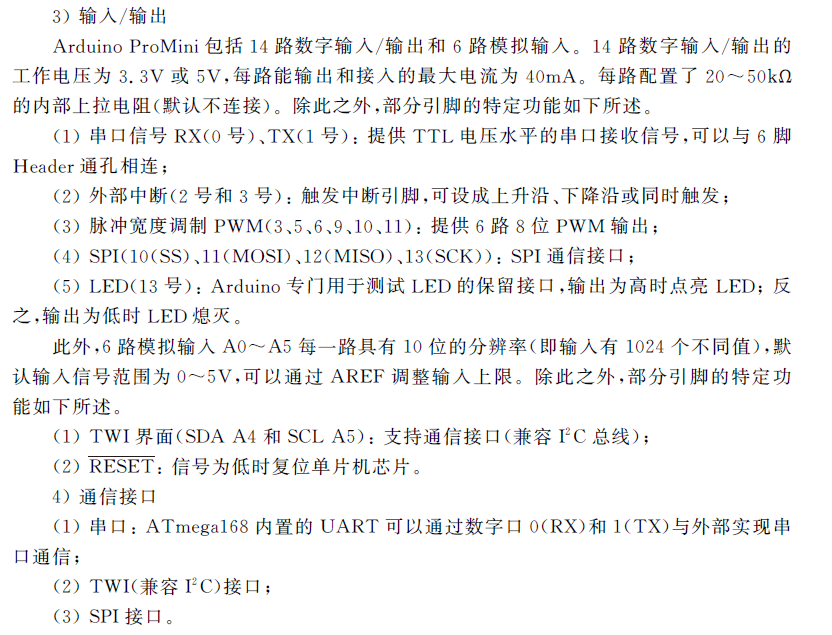 3) 输入/输出
Arduino ProMini 包括 14 路数字输入/输出和 6 路模拟输入。14 路数字输入/输出的
工作电压为 3.3V 或 5V,每路能输出和接入的最大电流为 40mA。每路配置了 20～50kΩ
的内部上拉电阻(默认不连接)。除此之外,部分引脚的特定功能如下所述。
(1) 串口信号 RX(0 号)、TX(1 号): 提供 TTL 电压水平的串口接收信号,可以与 6 脚
Header 通孔相连;
(2) 外部中断(2 号和 3 号): 触发中断引脚,可设成上升沿、下降沿或同时触发;
(3) 脉冲宽度调制 PWM(3、5、6、9、10、11): 提供 6 路 8 位 PWM 输出;
(4) SPI(10(SS)、11(MOSI)、12(MISO)、13(SCK)): SPI 通信接口;
(5) LED(13 号): Arduino 专门用于测试 LED 的保留接口,输出为高时点亮 LED; 反
之,输出为低时 LED 熄灭。
此外,6 路模拟输入 A0～A5 每一路具有 10 位的分辨率(即输入有 1024 个不同值),默
认输入信号范围为 0～5V,可以通过 AREF 调整输入上限。除此之外,部分引脚的特定功
能如下所述。
(1) TWI 界面(SDA A4 和 SCL A5): 支持通信接口(兼容 I²C 总线);
(2) R̅E̅S̅E̅T̅: 信号为低时复位单片机芯片。
4) 通信接口
(1) 串口: ATmega168 内置的 UART 可以通过数字口 0(RX)和 1(TX)与外部实现串
口通信;
(2) TWI(兼容 I²C)接口;
(3) SPI 接口。